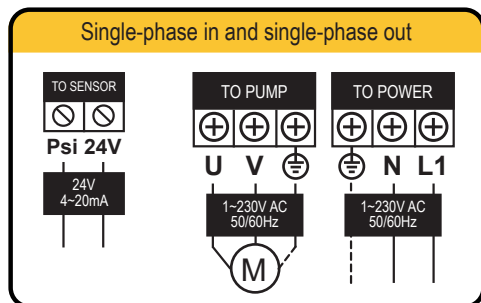 Single-phase in and single-phase out
TO SENSOR
Psi 24V
24V
4~20mA
TO PUMP
U V
1~230V AC
50/60Hz
M
TO POWER
N L1
1~230V AC
50/60Hz